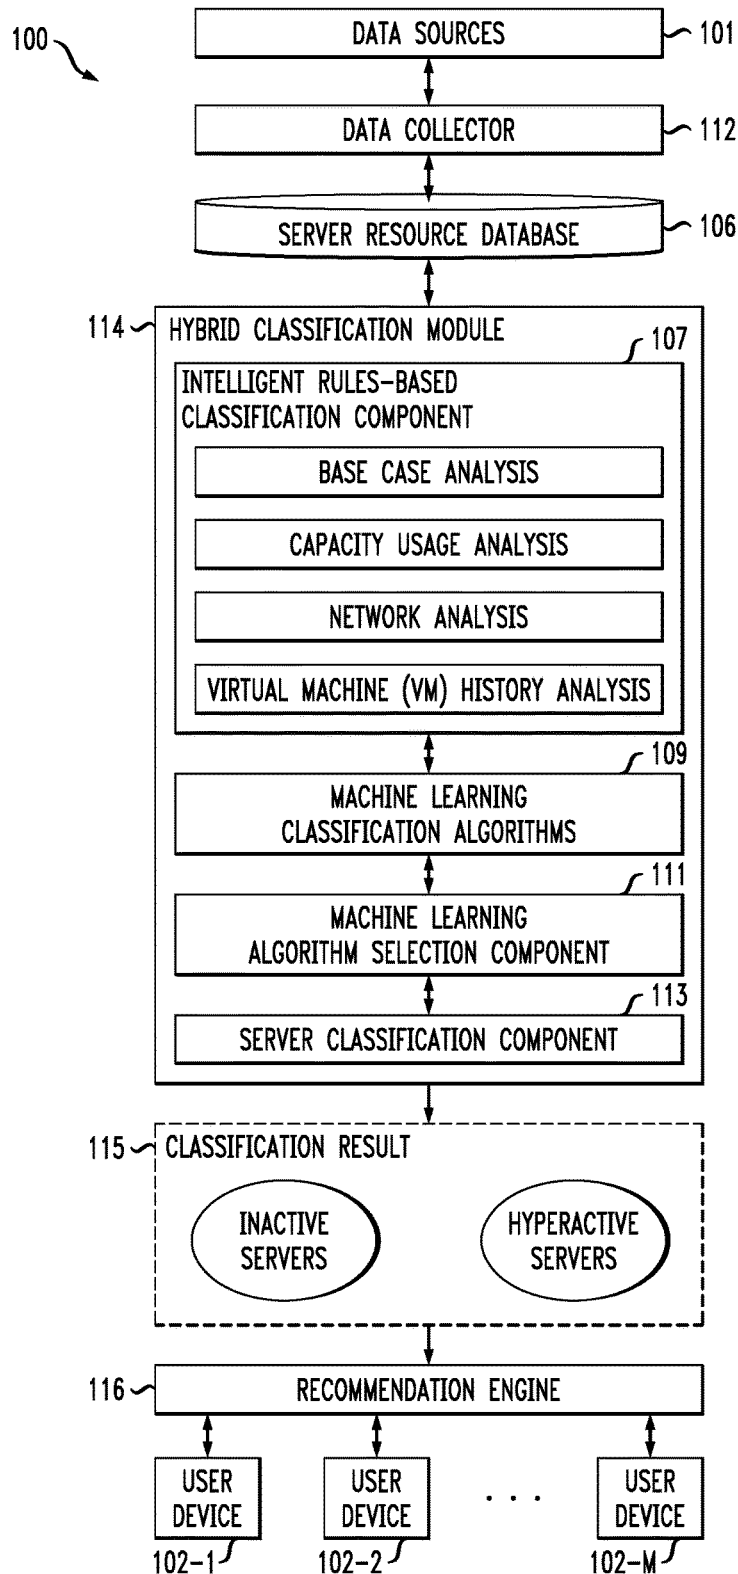 100
DATA SOURCES 101
DATA COLLECTOR 112
SERVER RESOURCE DATABASE 106
114 HYBRID CLASSIFICATION MODULE
107
INTELLIGENT RULES-BASED
CLASSIFICATION COMPONENT
BASE CASE ANALYSIS
CAPACITY USAGE ANALYSIS
NETWORK ANALYSIS
VIRTUAL MACHINE (VM) HISTORY ANALYSIS
109
MACHINE LEARNING
CLASSIFICATION ALGORITHMS
111
MACHINE LEARNING
ALGORITHM SELECTION COMPONENT
113
SERVER CLASSIFICATION COMPONENT
115 CLASSIFICATION RESULT
INACTIVE
SERVERS
HYPERACTIVE
SERVERS
116 RECOMMENDATION ENGINE
USER
DEVICE
102-1
USER
DEVICE
102-2
. . .
USER
DEVICE
102-M